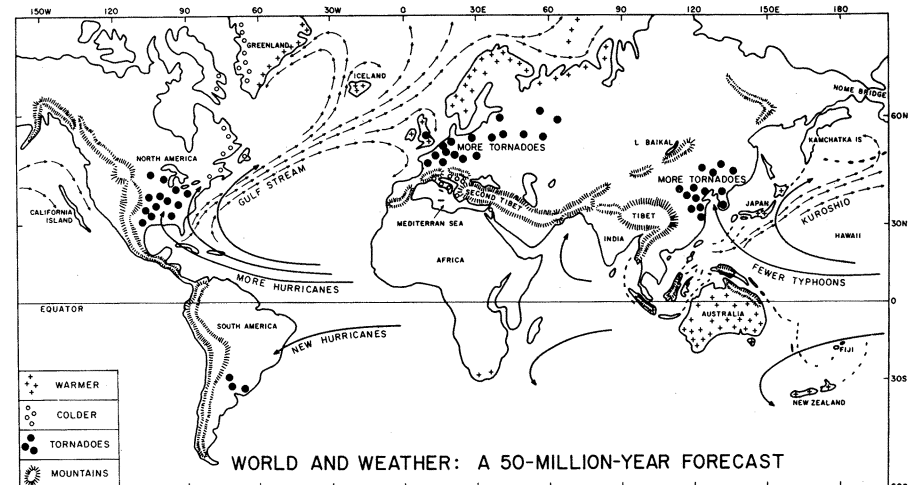 150W 90 60 30W 0 30E 60 90 120 150E 180
GREENLAND
ICELAND
NOME BRIDGE
60N
KAMCHATKA IS
MORE TORNADOES
L BAIKAL
NORTH AMERICA
MORE TORNADOES
GULF STREAM
SECOND TIBET
JAPAN
KUROSHIO
CALIFORNIA
ISLAND
MEDITERRAN SEA
TIBET
30N
INDIA
HAWAII
AFRICA
MORE HURRICANES
FEWER TYPHOONS
EQUATOR
0
SOUTH AMERICA
AUSTRALIA
NEW HURRICANES
FIJI
30S
NEW ZEALAND
WARMER
COLDER
TORNADOES
MOUNTAINS
WORLD AND WEATHER: A 50-MILLION-YEAR FORECAST
120 90 60